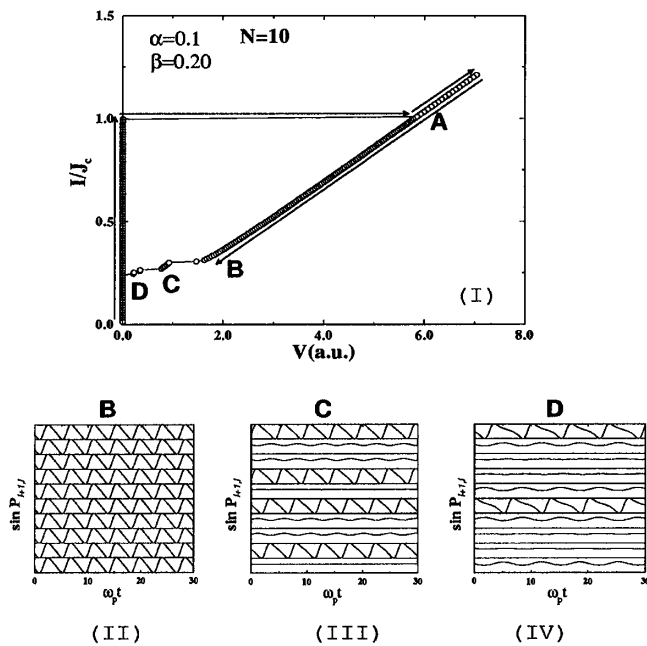 1.5
α=0.1 N=10
β=0.20
1.0
A
I/J_c
0.5
B
C
D
(I)
0.0
0.0 2.0 4.0 6.0 8.0
V(a.u.)
B C D
sin P_{l+1,l} sin P_{l+1,l} sin P_{l+1,l}
0 10 20 30 0 10 20 30 0 10 20 30
ω_p t ω_p t ω_p t
(II) (III) (IV)